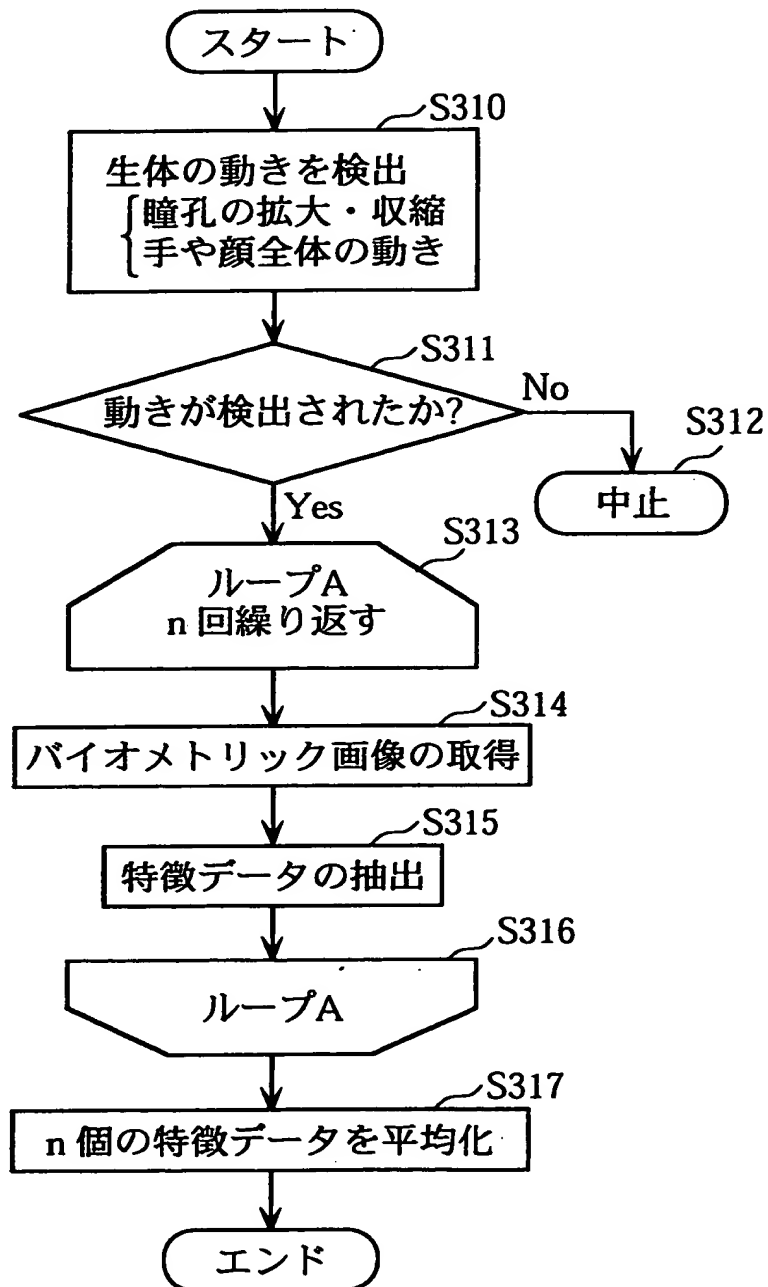 スタート
S310
生体の動きを検出
瞳孔の拡大・収縮
手や顔全体の動き
S311
動きが検出されたか?
No
S312
中止
Yes
S313
ループA
n回繰り返す
S314
バイオメトリック画像の取得
S315
特徴データの抽出
S316
ループA
S317
n個の特徴データを平均化
エンド